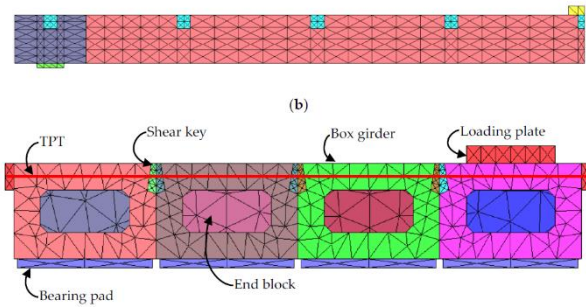 (b)
TPT
Shear key
Box girder
Loading plate
Bearing pad
End block